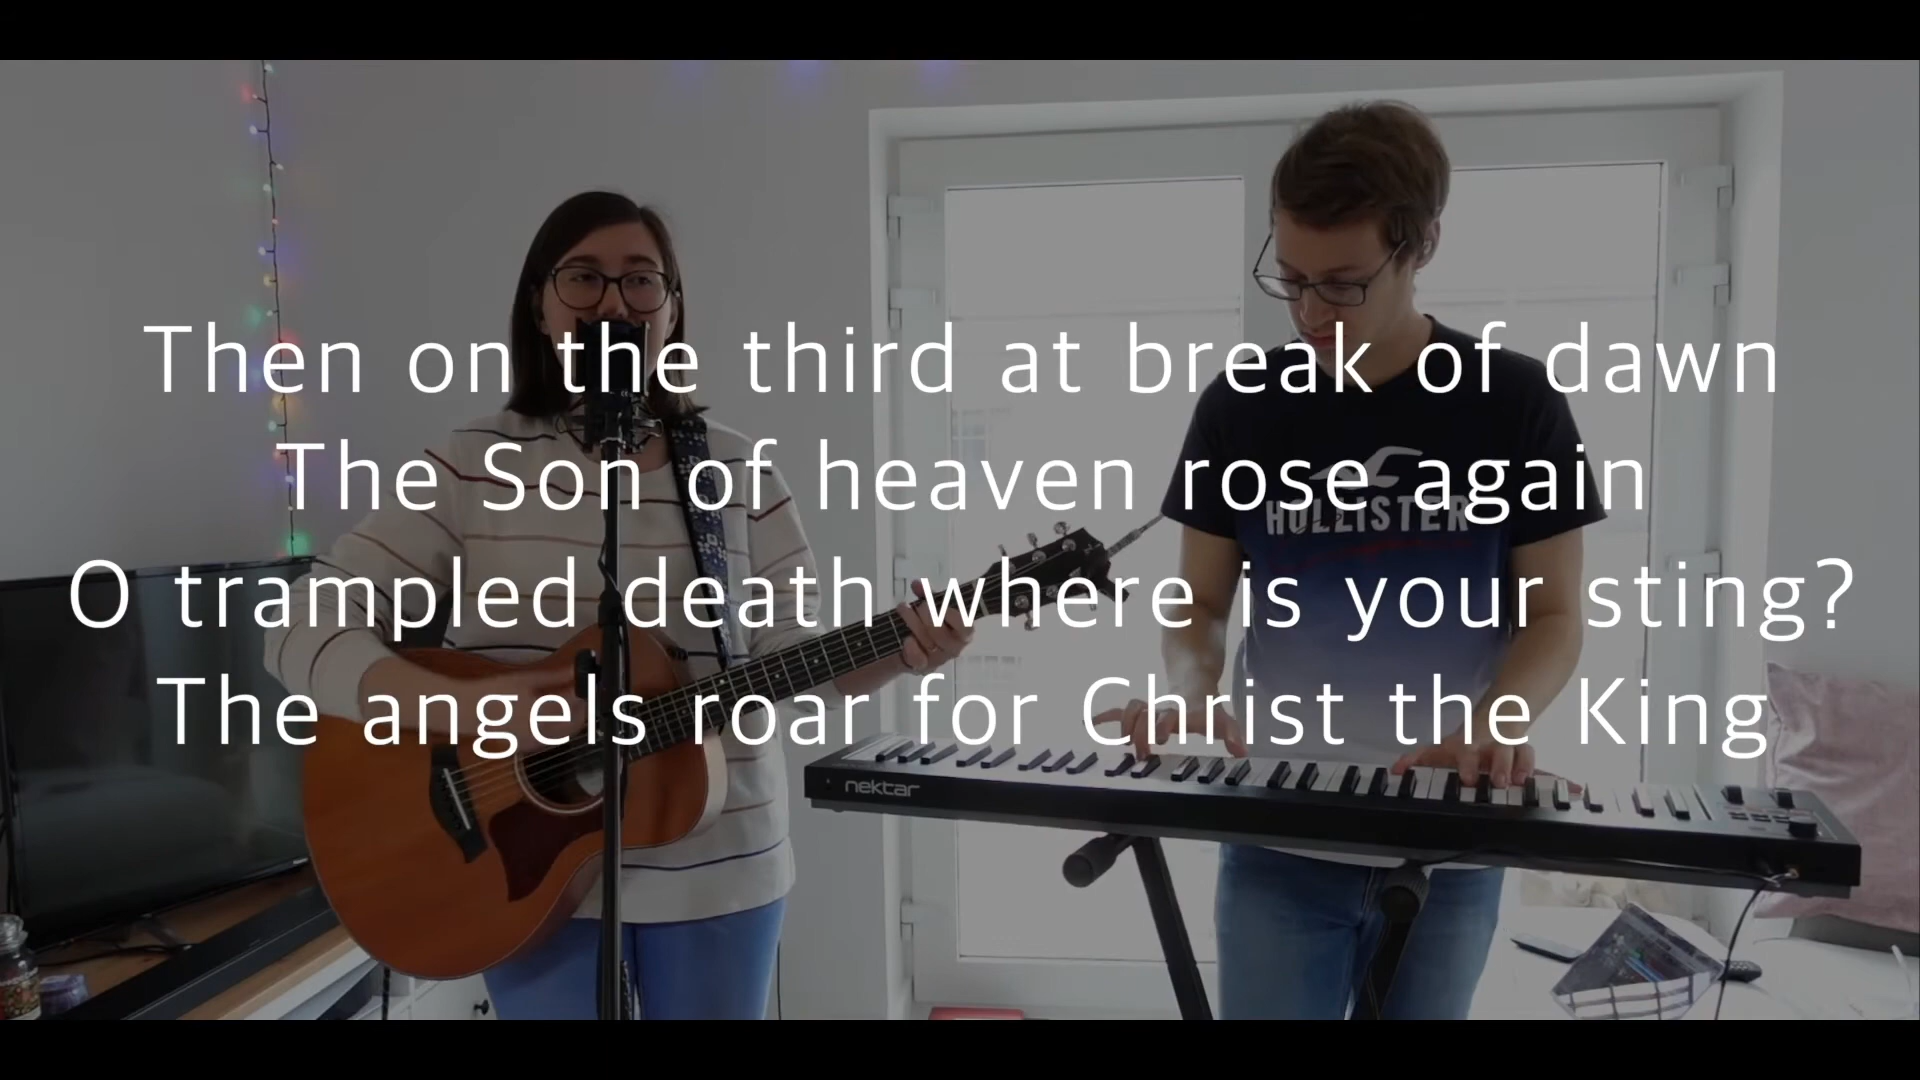 Then on the third at break of dawn
The Son of heaven rose again
HOLLISTER
O trampled death where is your sting?
The angels roar for Christ the King
nektar